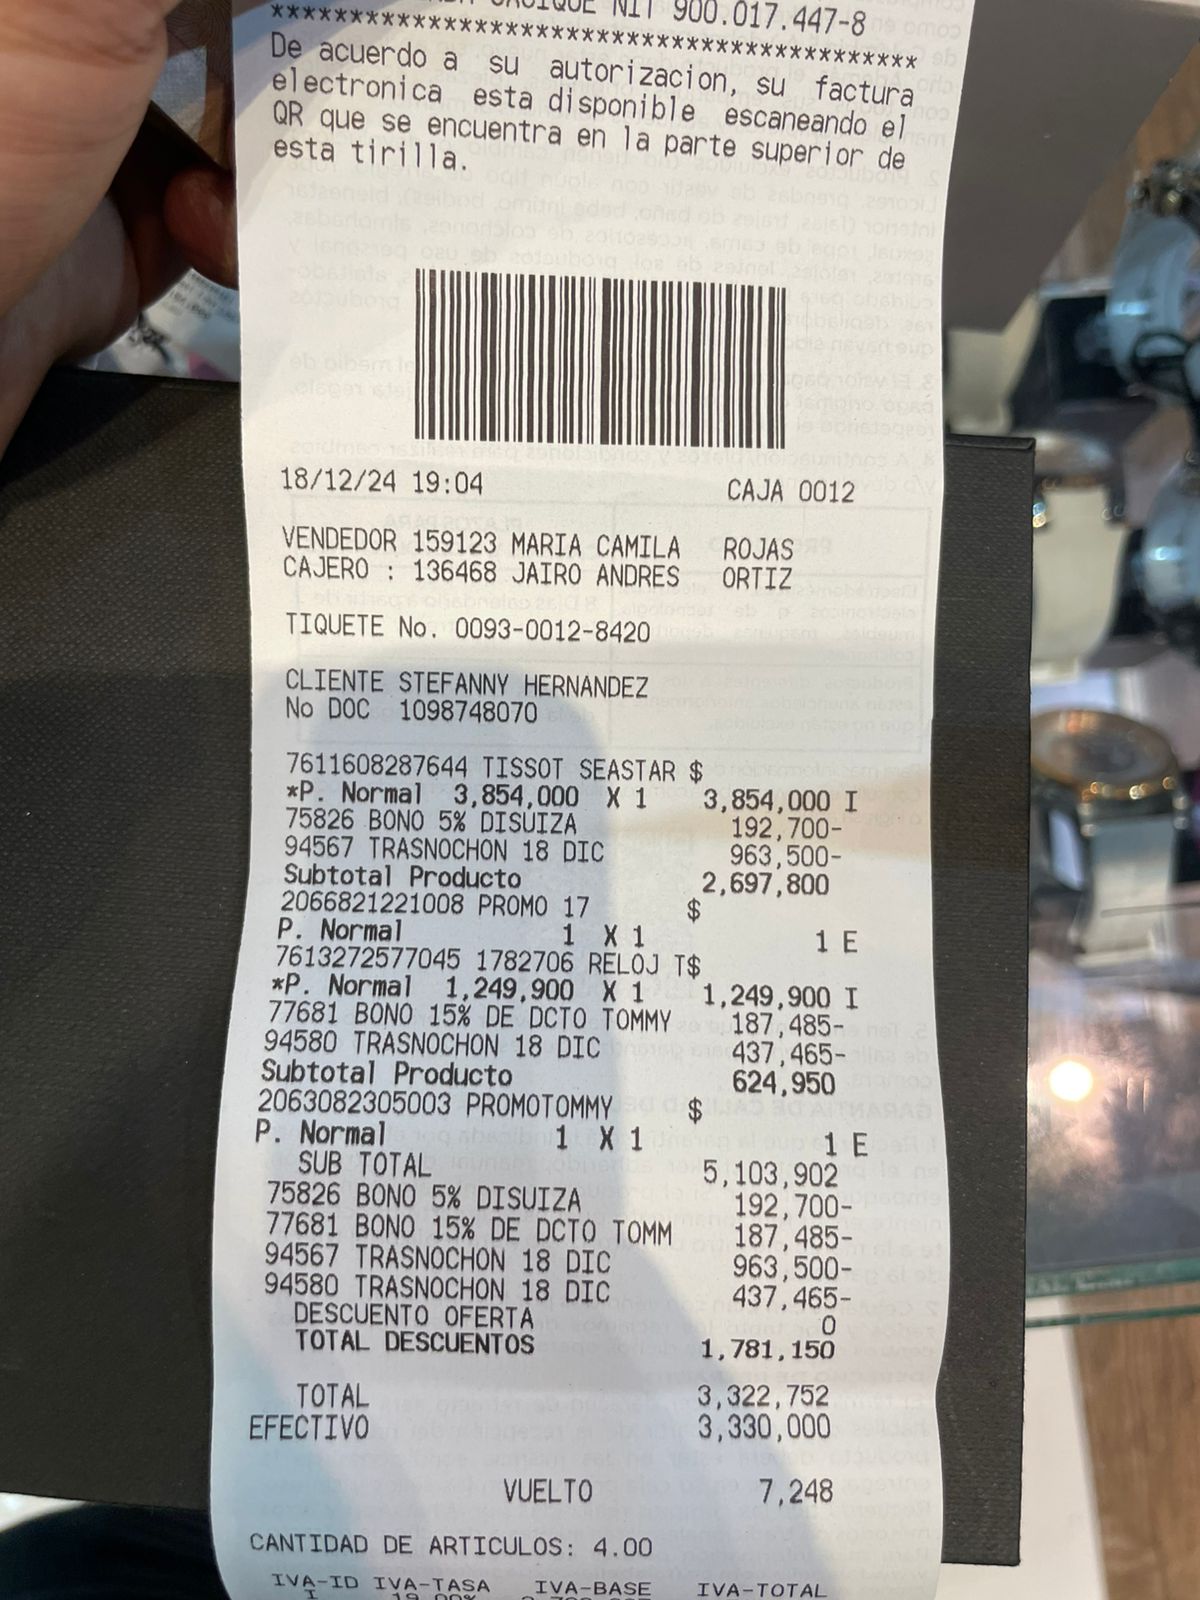 CACIQUE NIT 900.017.447-8
*****************************************
De acuerdo a su autorizacion, su factura
electronica esta disponible escaneando el
QR que se encuentra en la parte superior de
esta tirilla.
18/12/24 19:04 CAJA 0012
VENDEDOR 159123 MARIA CAMILA ROJAS
CAJERO : 136468 JAIRO ANDRES ORTIZ
TIQUETE No. 0093-0012-8420
CLIENTE STEFANNY HERNANDEZ
No DOC 1098748070
7611608287644 TISSOT SEASTAR $
*P. Normal 3,854,000 X 1 3,854,000 I
75826 BONO 5% DISUIZA 192,700-
94567 TRASNOCHON 18 DIC 963,500-
Subtotal Producto 2,697,800
2066821221008 PROMO 17 $
P. Normal 1 X 1 1 E
7613272577045 1782706 RELOJ T$
*P. Normal 1,249,900 X 1 1,249,900 I
77681 BONO 15% DE DCTO TOMMY 187,485-
94580 TRASNOCHON 18 DIC 437,465-
Subtotal Producto 624,950
2063082305003 PROMOTOMMY $
P. Normal 1 X 1 1 E
SUB TOTAL 5,103,902
75826 BONO 5% DISUIZA 192,700-
77681 BONO 15% DE DCTO TOMM 187,485-
94567 TRASNOCHON 18 DIC 963,500-
94580 TRASNOCHON 18 DIC 437,465-
DESCUENTO OFERTA 0
TOTAL DESCUENTOS 1,781,150
TOTAL 3,322,752
EFECTIVO 3,330,000
VUELTO 7,248
CANTIDAD DE ARTICULOS: 4.00
IVA-ID IVA-TASA IVA-BASE IVA-TOTAL